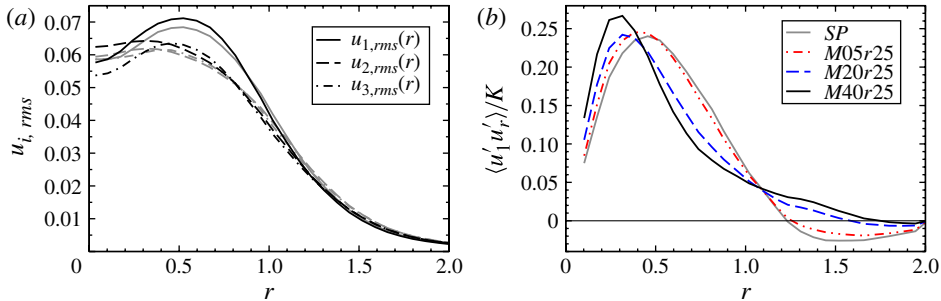 (a)
0.07
0.06
0.05
0.04
0.03
0.02
0.01
u_{i, rms}
u_{1,rms}(r)
u_{2,rms}(r)
u_{3,rms}(r)
0 0.5 1.0 1.5 2.0
r
(b)
0.25
0.20
0.15
0.10
0.05
0
⟨u′_1 u′_r⟩/K
SP
M05r25
M20r25
M40r25
0 0.5 1.0 1.5 2.0
r